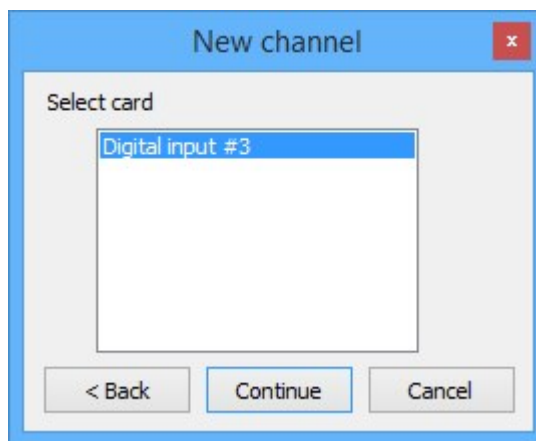 New channel
x
Select card
Digital input #3
< Back
Continue
Cancel